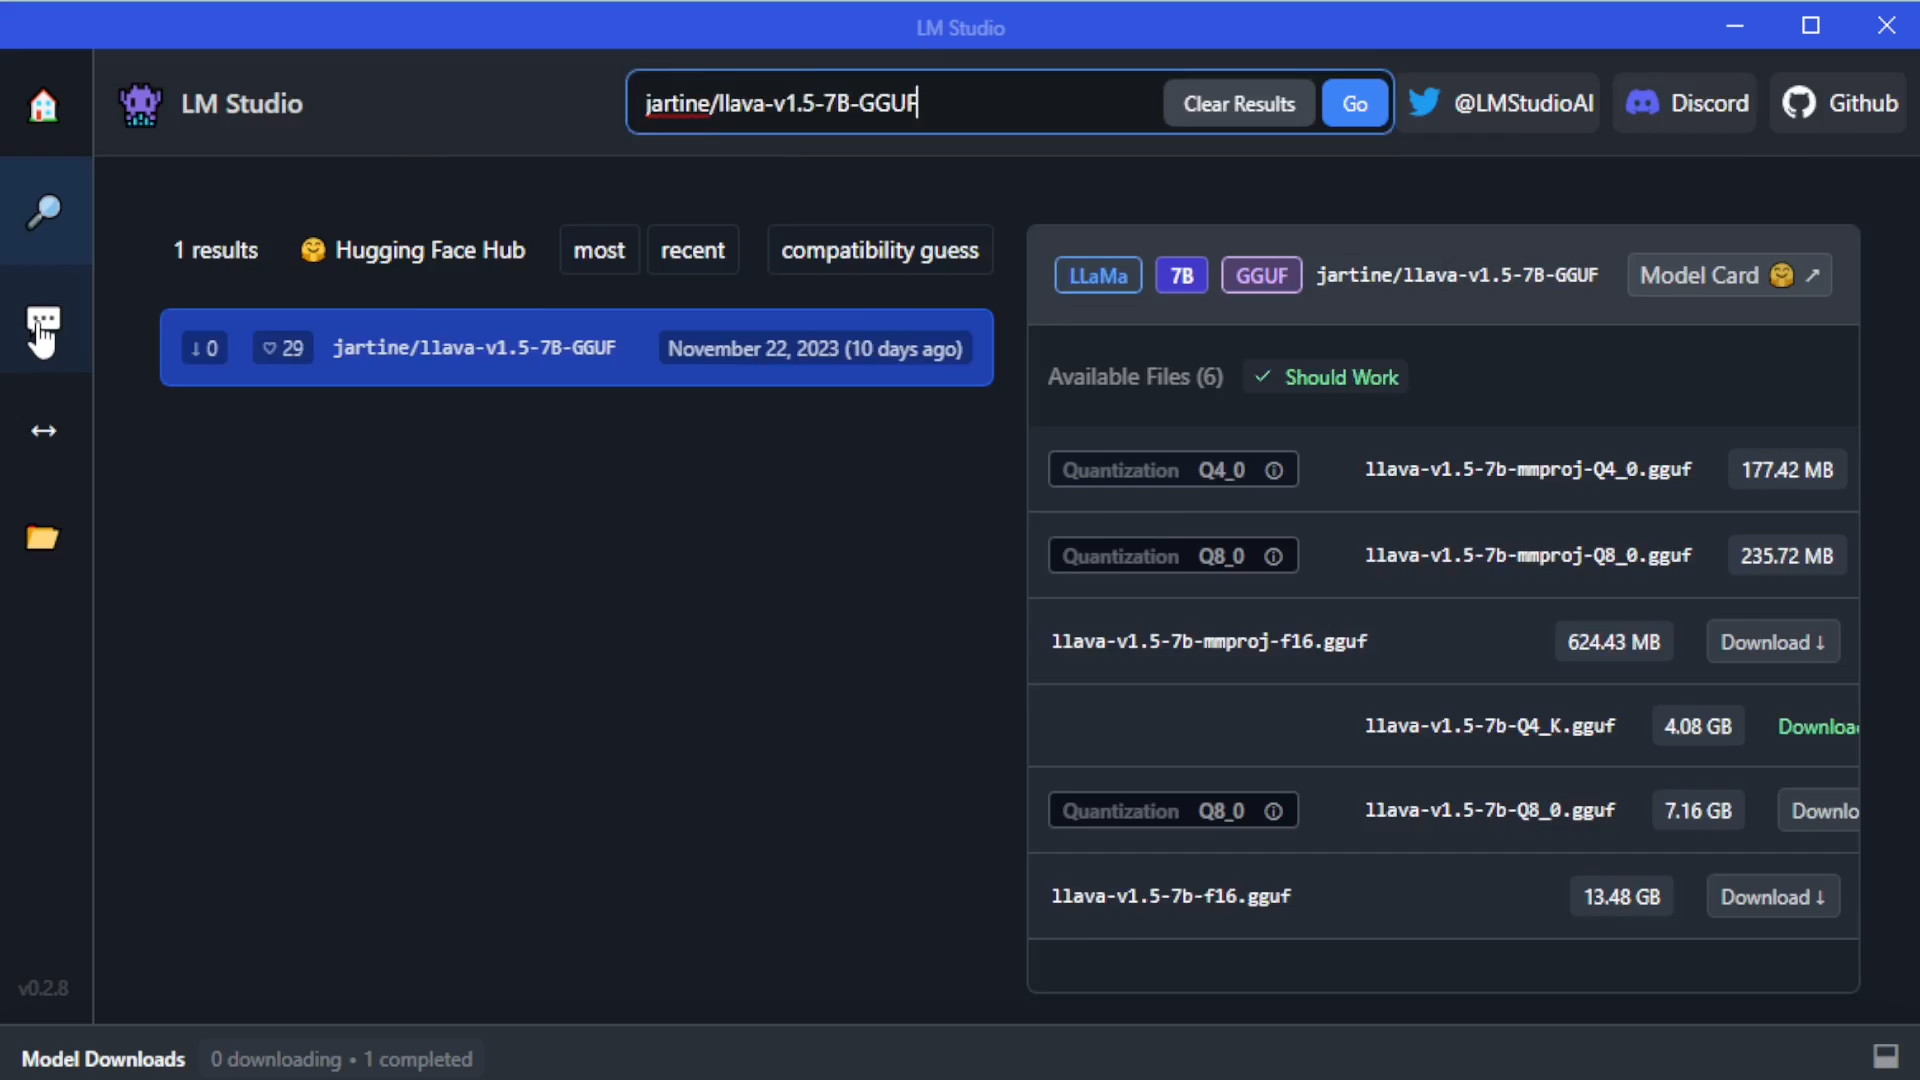 LM Studio
LM Studio
jartine/llava-v1.5-7B-GGUF
Clear Results
Go
@LMStudioAI
Discord
Github
1 results
Hugging Face Hub
most
recent
compatibility guess
↓ 0
♡ 29
jartine/llava-v1.5-7B-GGUF
November 22, 2023 (10 days ago)
LLaMa
7B
GGUF
jartine/llava-v1.5-7B-GGUF
Model Card 🤗 ↗
Available Files (6)
✓ Should Work
Quantization Q4_0 ⓘ llava-v1.5-7b-mmproj-Q4_0.gguf 177.42 MB
Quantization Q8_0 ⓘ llava-v1.5-7b-mmproj-Q8_0.gguf 235.72 MB
llava-v1.5-7b-mmproj-f16.gguf 624.43 MB Download ↓
llava-v1.5-7b-Q4_K.gguf 4.08 GB Downloa
Quantization Q8_0 ⓘ llava-v1.5-7b-Q8_0.gguf 7.16 GB Downlo
llava-v1.5-7b-f16.gguf 13.48 GB Download ↓
v0.2.8
Model Downloads 0 downloading • 1 completed